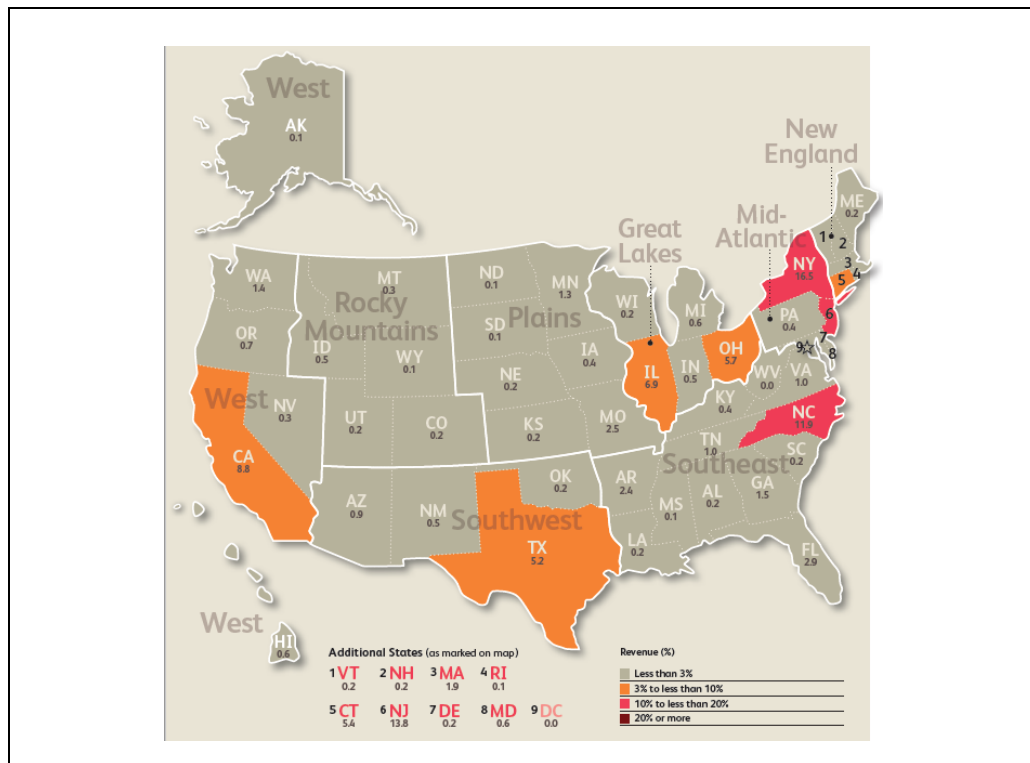 West
AK
0.1
New
England
Mid-
Atlantic
Great
Lakes
ME
0.2
1
2
3
4
5
NY
16.5
6
7
8
9
PA
0.4
WA
1.4
MT
0.3
ND
0.1
MN
1.3
WI
0.2
MI
0.6
Rocky
Mountains
Plains
OR
0.7
ID
0.5
WY
0.1
SD
0.1
IA
0.4
NE
0.2
IL
6.9
IN
0.5
OH
5.7
WV
0.0
VA
1.0
KY
0.4
West
NV
0.3
UT
0.2
CO
0.2
KS
0.2
MO
2.5
NC
11.9
TN
1.0
SC
0.2
Southeast
CA
8.8
AZ
0.9
NM
0.5
OK
0.2
AR
2.4
MS
0.1
AL
0.2
GA
1.5
Southwest
TX
5.2
LA
0.2
FL
2.9
West
HI
0.6
Additional States (as marked on map)
1 VT 2 NH 3 MA 4 RI
0.2 0.2 1.9 0.1
5 CT 6 NJ 7 DE 8 MD 9 DC
5.4 13.8 0.2 0.6 0.0
Revenue (%)
Less than 3%
3% to less than 10%
10% to less than 20%
20% or more